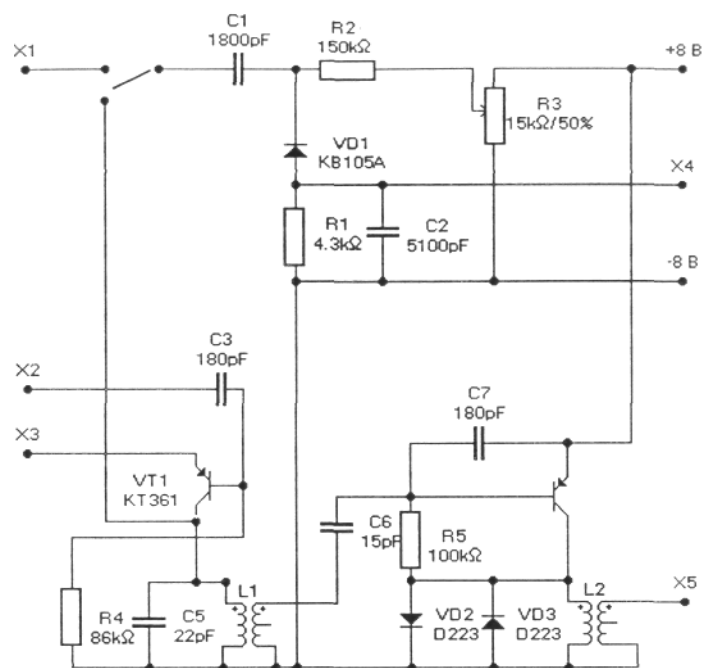 X1
C1
1800pF
R2
150kΩ
+8 В
R3
15kΩ/50%
VD1
KB105A
X4
R1
4.3kΩ
C2
5100pF
-8 В
C3
180pF
X2
C7
180pF
X3
VT1
KT361
C6
15pF
R5
100kΩ
L1
L2
X5
R4
86kΩ
C5
22pF
VD2
D223
VD3
D223